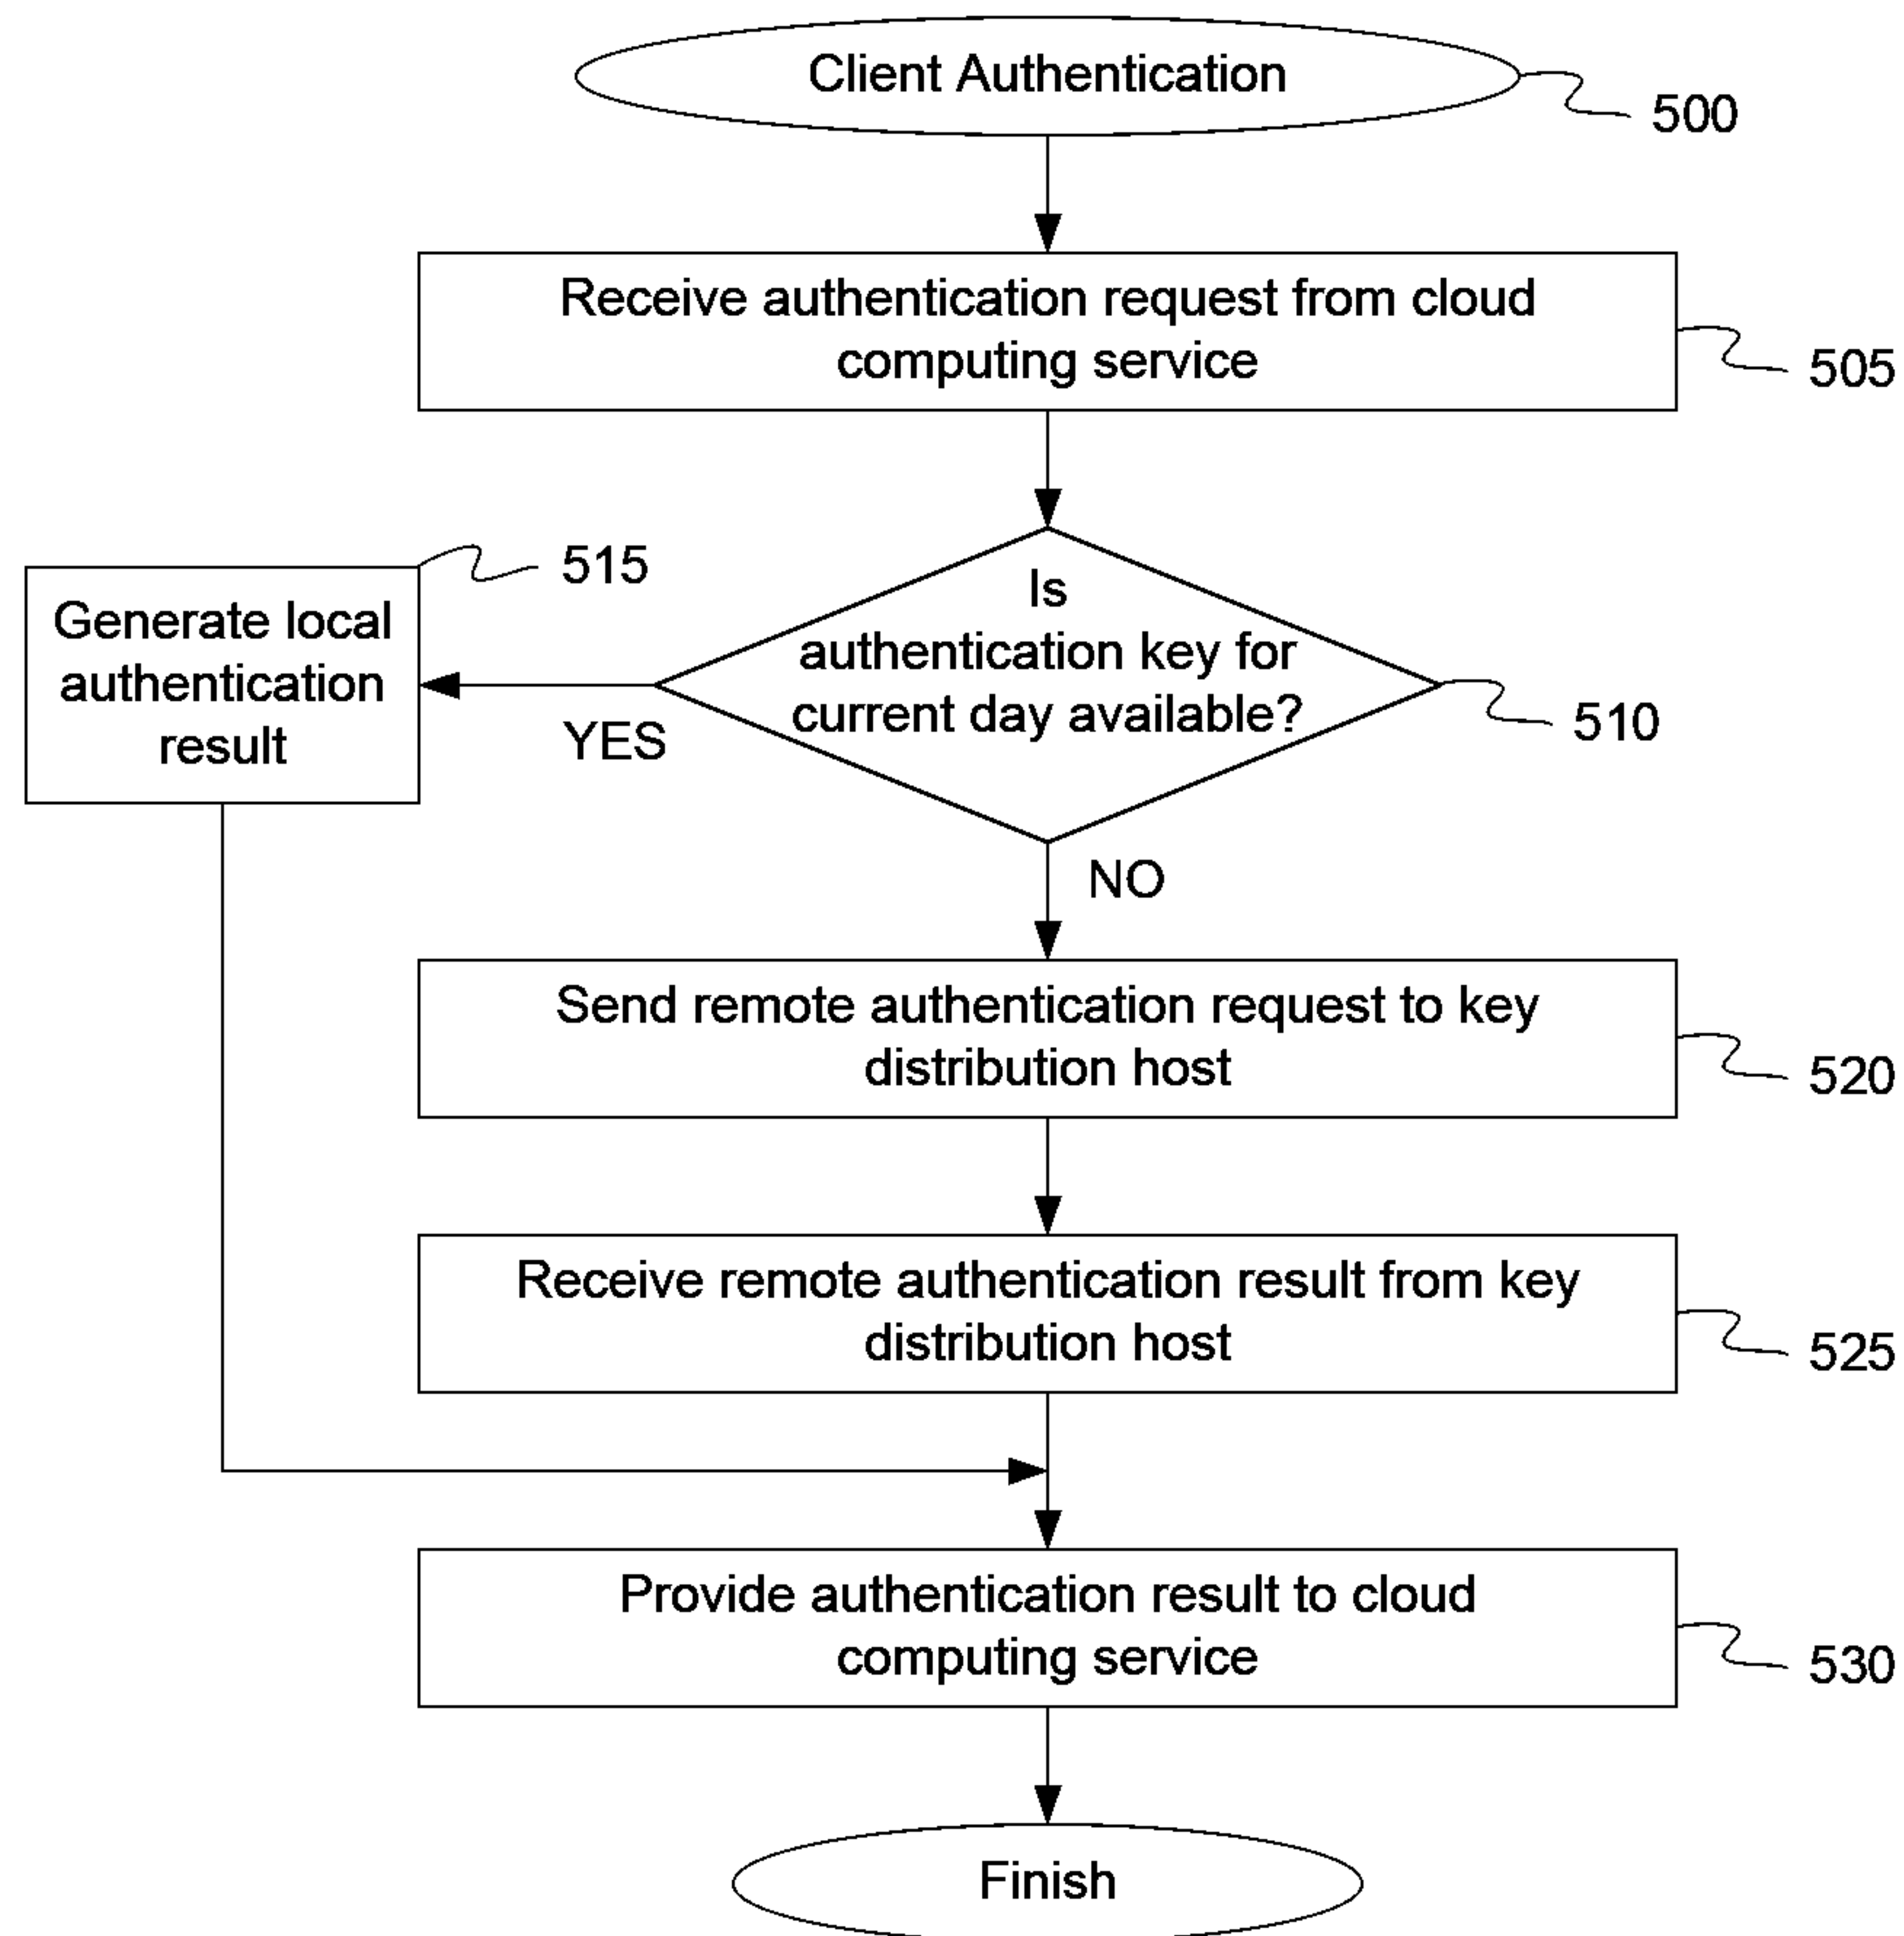 Client Authentication
500
Receive authentication request from cloud
computing service
505
Is
authentication key for
current day available?
510
YES
515
Generate local
authentication
result
NO
Send remote authentication request to key
distribution host
520
Receive remote authentication result from key
distribution host
525
Provide authentication result to cloud
computing service
530
Finish